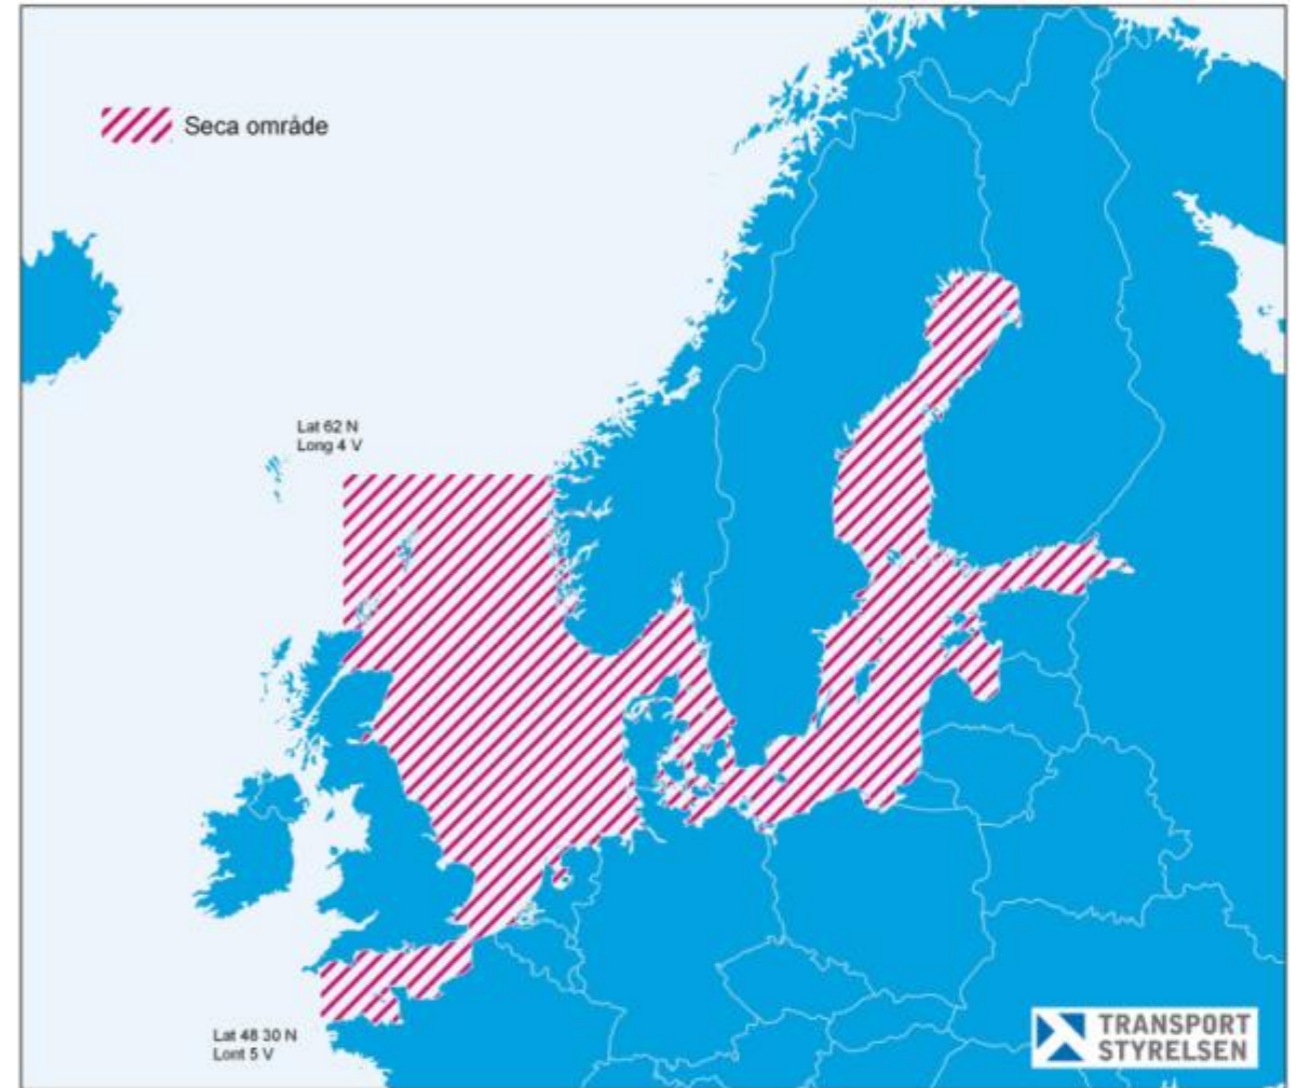 Seca område
Lat 62 N
Long 4 V
Lat 48 30 N
Lont 5 V
TRANSPORT
STYRELSEN